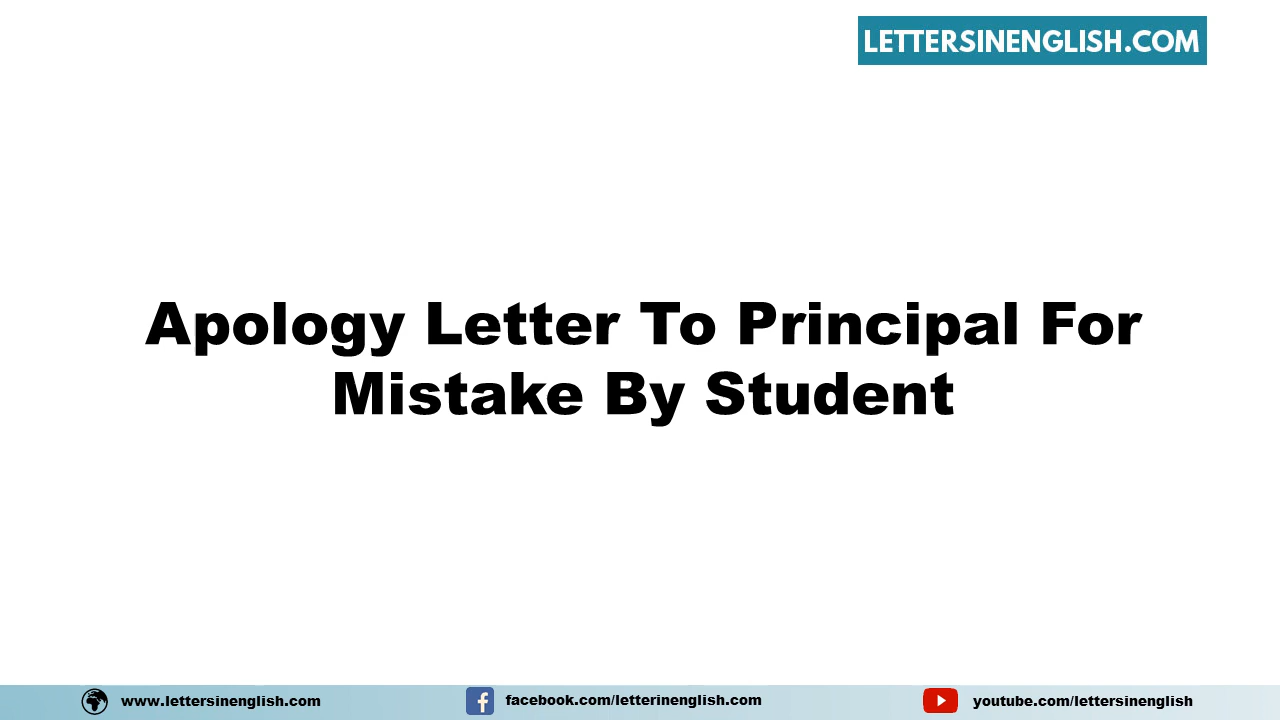 LETTERSINENGLISH.COM
Apology Letter To Principal For
Mistake By Student
www.lettersinenglish.com
facebook.com/letterinenglish.com
youtube.com/lettersinenglish